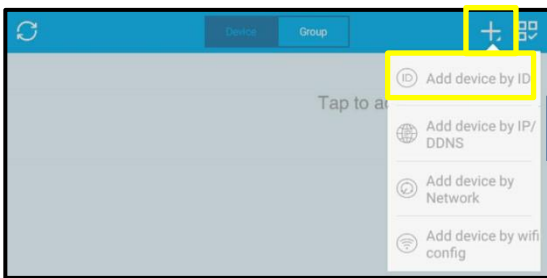 Device Group
Tap to a
ID Add device by ID
Add device by IP/
DDNS
Add device by
Network
Add device by wifi
config